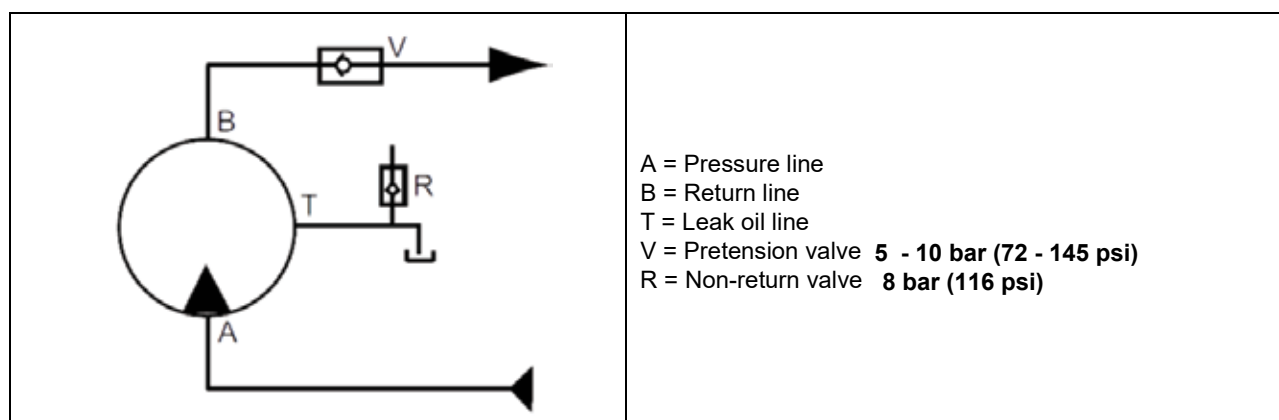 V
B
T
R
A
A = Pressure line
B = Return line
T = Leak oil line
V = Pretension valve 5 - 10 bar (72 - 145 psi)
R = Non-return valve 8 bar (116 psi)